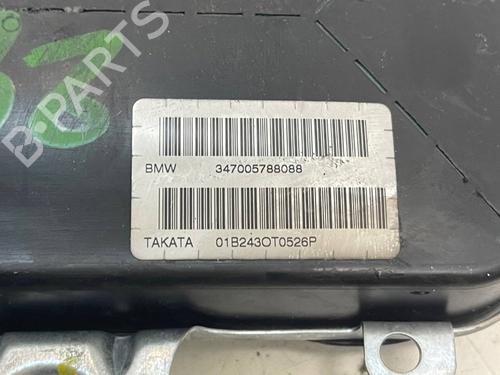 B-PARTS
BMW 347005788088
TAKATA 01B243OT0526P